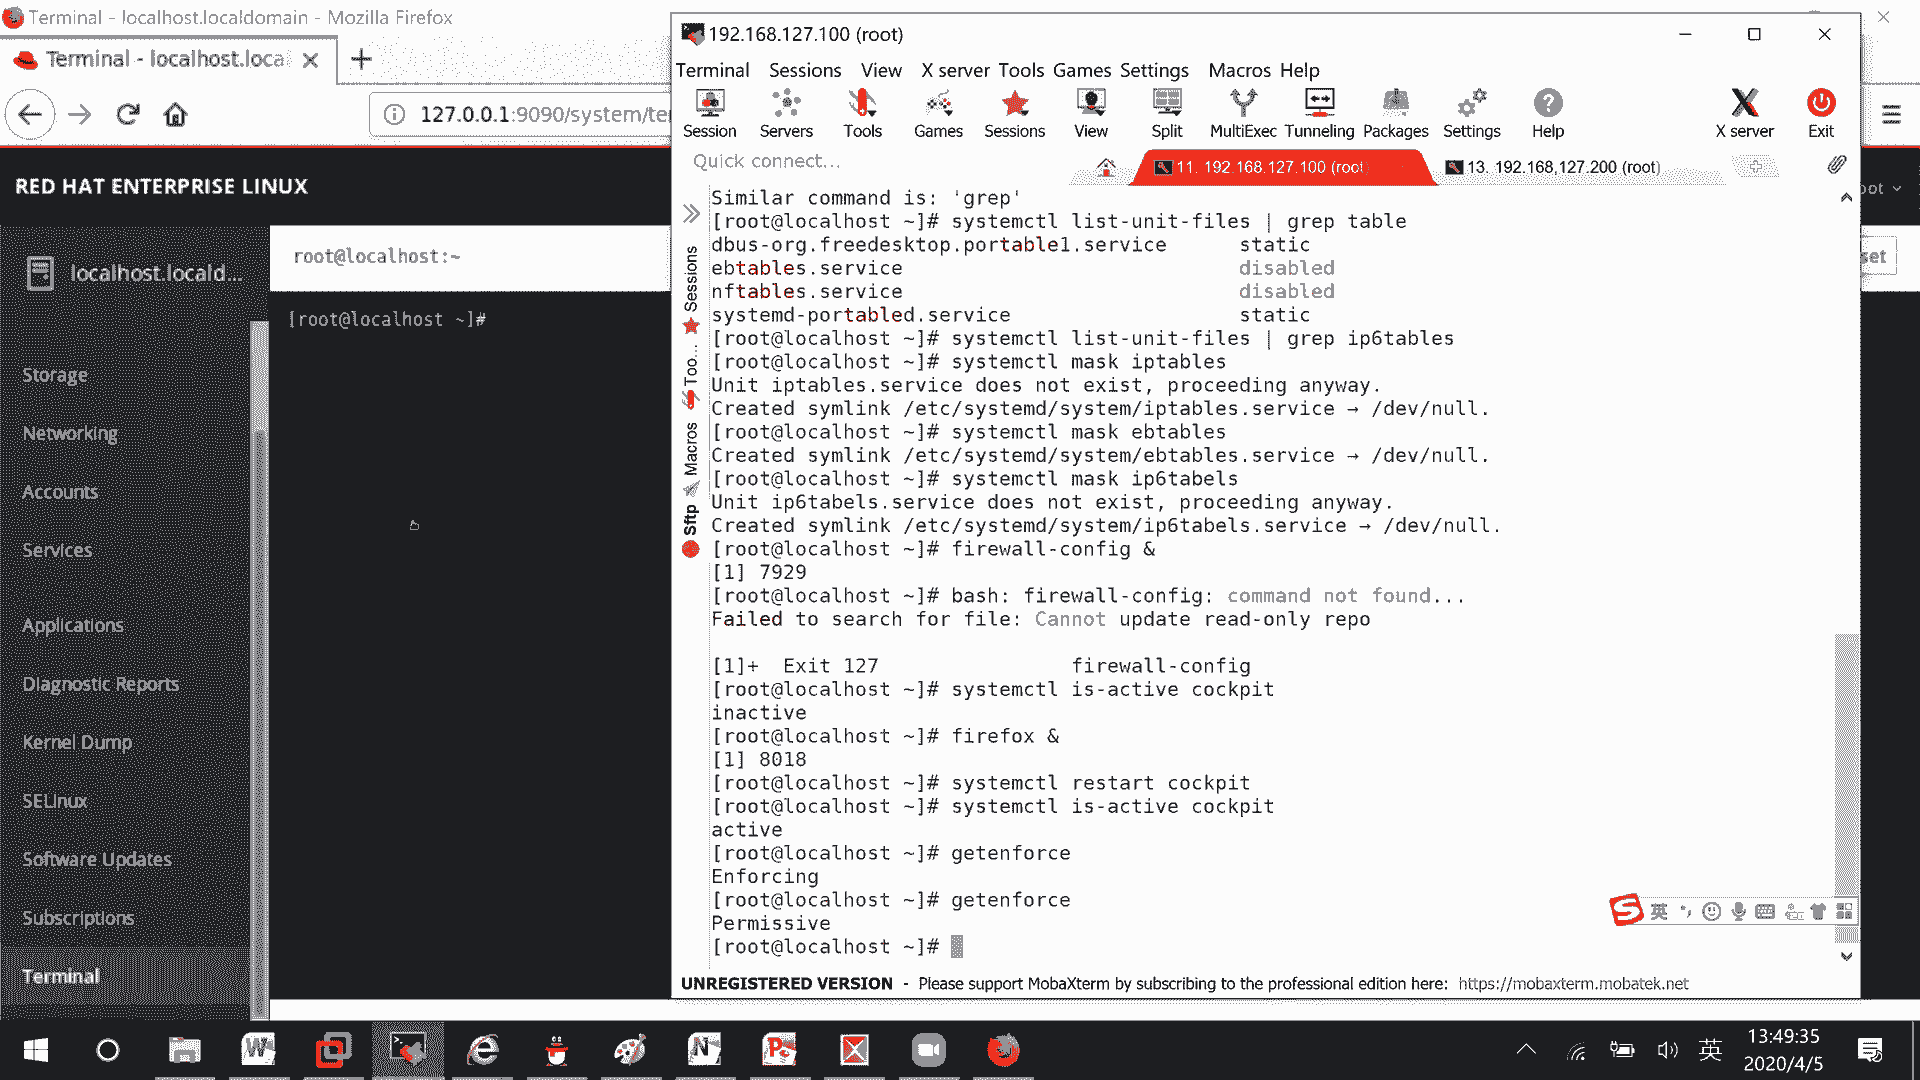 Terminal - localhost.localdomain - Mozilla Firefox
Terminal - localhost.loca
127.0.0.1:9090/system/te
RED HAT ENTERPRISE LINUX
oot
localhost.locald...
root@localhost:~
set
[root@localhost ~]#
Storage
Networking
Accounts
Services
Applications
Diagnostic Reports
Kernel Dump
SELinux
Software Updates
Subscriptions
Terminal
192.168.127.100 (root)
Terminal Sessions View X server Tools Games Settings Macros Help
Session Servers Tools Games Sessions View Split MultiExec Tunneling Packages Settings Help X server Exit
Quick connect...
11. 192.168.127.100 (root
13. 192.168.127.200 (root)
Sessions
Too...
Macros
Sftp
Similar command is: 'grep'
[root@localhost ~]# systemctl list-unit-files | grep table
dbus-org.freedesktop.portable1.service static
ebtables.service disabled
nftables.service disabled
systemd-portabled.service static
[root@localhost ~]# systemctl list-unit-files | grep ip6tables
[root@localhost ~]# systemctl mask iptables
Unit iptables.service does not exist, proceeding anyway.
Created symlink /etc/systemd/system/iptables.service → /dev/null.
[root@localhost ~]# systemctl mask ebtables
Created symlink /etc/systemd/system/ebtables.service → /dev/null.
[root@localhost ~]# systemctl mask ip6tabels
Unit ip6tabels.service does not exist, proceeding anyway.
Created symlink /etc/systemd/system/ip6tabels.service → /dev/null.
[root@localhost ~]# firewall-config &
[1] 7929
[root@localhost ~]# bash: firewall-config: command not found...
Failed to search for file: Cannot update read-only repo
[1]+ Exit 127 firewall-config
[root@localhost ~]# systemctl is-active cockpit
inactive
[root@localhost ~]# firefox &
[1] 8018
[root@localhost ~]# systemctl restart cockpit
[root@localhost ~]# systemctl is-active cockpit
active
[root@localhost ~]# getenforce
Enforcing
[root@localhost ~]# getenforce
Permissive
[root@localhost ~]#
英
UNREGISTERED VERSION - Please support MobaXterm by subscribing to the professional edition here: https://mobaxterm.mobatek.net
英
13:49:35
2020/4/5